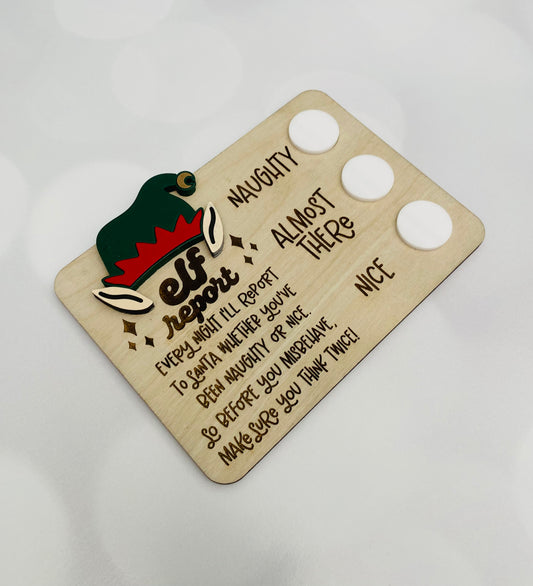 elf
report
EVERY NIGHT I'LL REPORT
TO SANTA WHETHER YOU'VE
BEEN NAUGHTY OR NICE.
SO BEFORE YOU MISBEHAVE,
MAKE SURE YOU THINK TWICE!
NAUGHTY
ALMOST
THERE
NICE